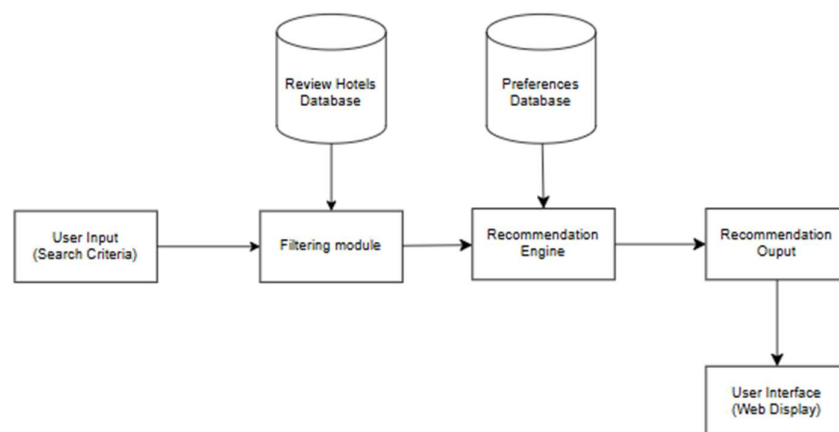 Review Hotels
Database
Preferences
Database
User Input
(Search Criteria)
Filtering module
Recommendation
Engine
Recommendation
Ouput
User Interface
(Web Display)